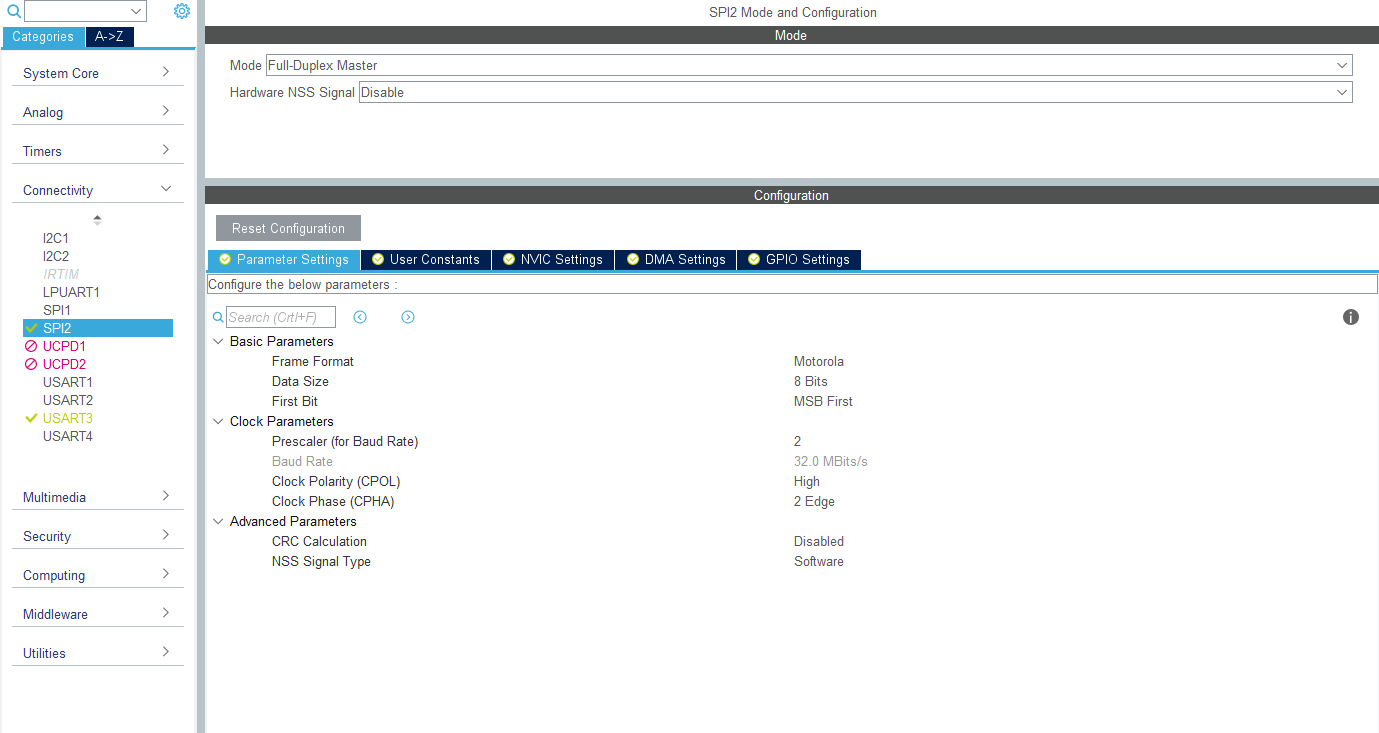 SPI2 Mode and Configuration
Categories A->Z
System Core
Analog
Timers
Connectivity
I2C1
I2C2
IRTIM
LPUART1
SPI1
SPI2
UCPD1
UCPD2
USART1
USART2
USART3
USART4
Multimedia
Security
Computing
Middleware
Utilities
Mode
Mode Full-Duplex Master
Hardware NSS Signal Disable
Configuration
Reset Configuration
Parameter Settings User Constants NVIC Settings DMA Settings GPIO Settings
Configure the below parameters :
Search (Crtl+F)
Basic Parameters
Frame Format Motorola
Data Size 8 Bits
First Bit MSB First
Clock Parameters
Prescaler (for Baud Rate) 2
Baud Rate 32.0 MBits/s
Clock Polarity (CPOL) High
Clock Phase (CPHA) 2 Edge
Advanced Parameters
CRC Calculation Disabled
NSS Signal Type Software